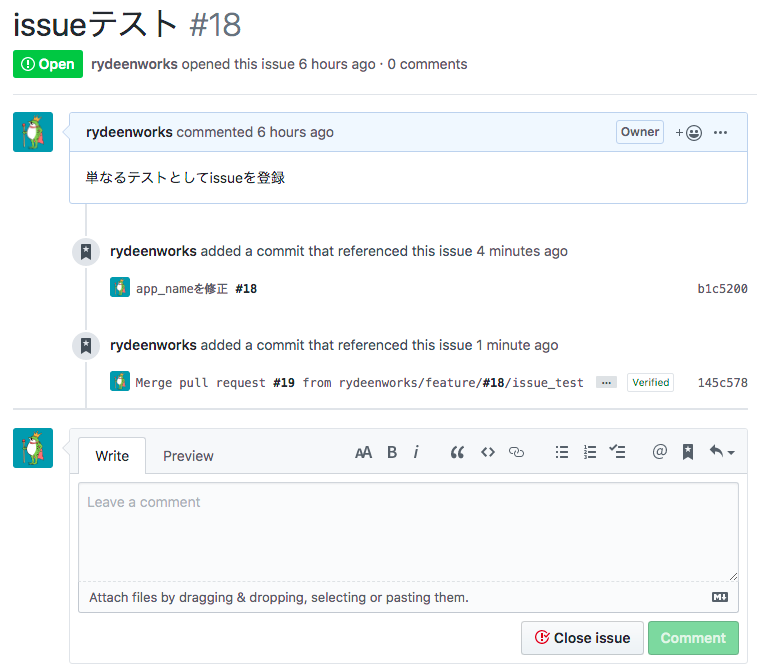 issueテスト #18
Open rydeenworks opened this issue 6 hours ago · 0 comments
rydeenworks commented 6 hours ago Owner
単なるテストとしてissueを登録
rydeenworks added a commit that referenced this issue 4 minutes ago
app_nameを修正 #18 b1c5200
rydeenworks added a commit that referenced this issue 1 minute ago
Merge pull request #19 from rydeenworks/feature/#18/issue_test … Verified 145c578
Write Preview AA B i @
Leave a comment
Attach files by dragging & dropping, selecting or pasting them.
Close issue Comment